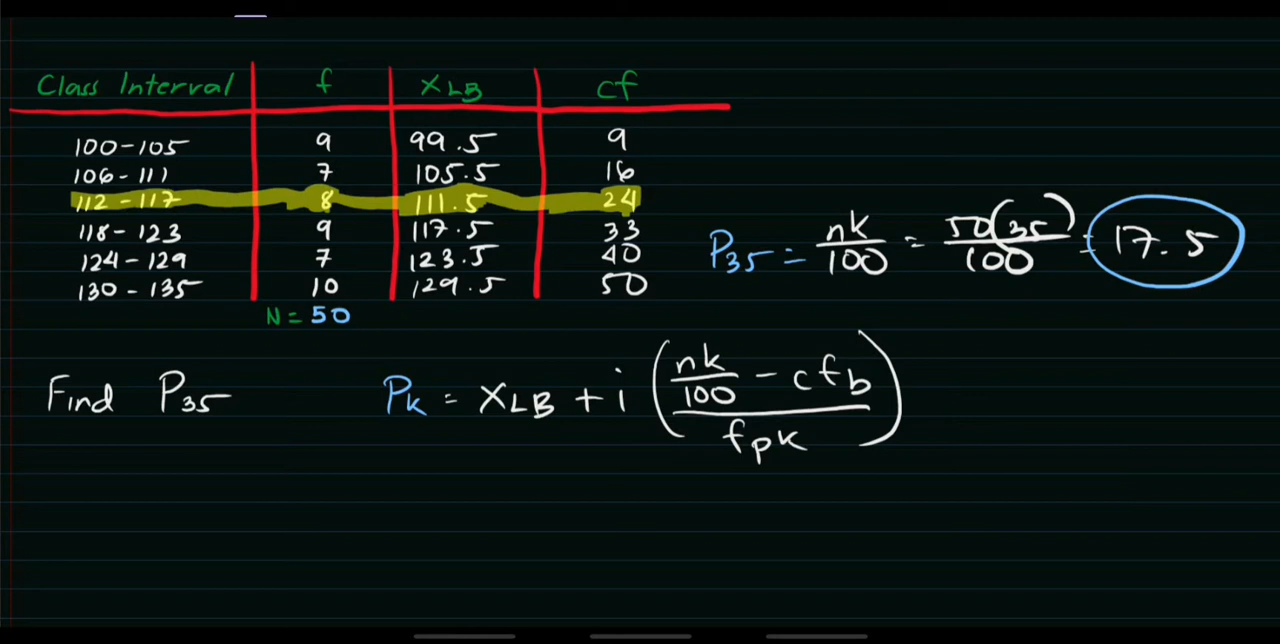 Class Interval f X LB cf
100-105 9 99.5 9
106-111 7 105.5 16
112-117 8 111.5 24
118-123 9 117.5 33
124-129 7 123.5 40
130-135 10 129.5 50
N = 50
P35 = nk/100 = 50(35)/100 = 17.5
Find P35 Pk = XLB + i (nk/100 - cfb / fpk)